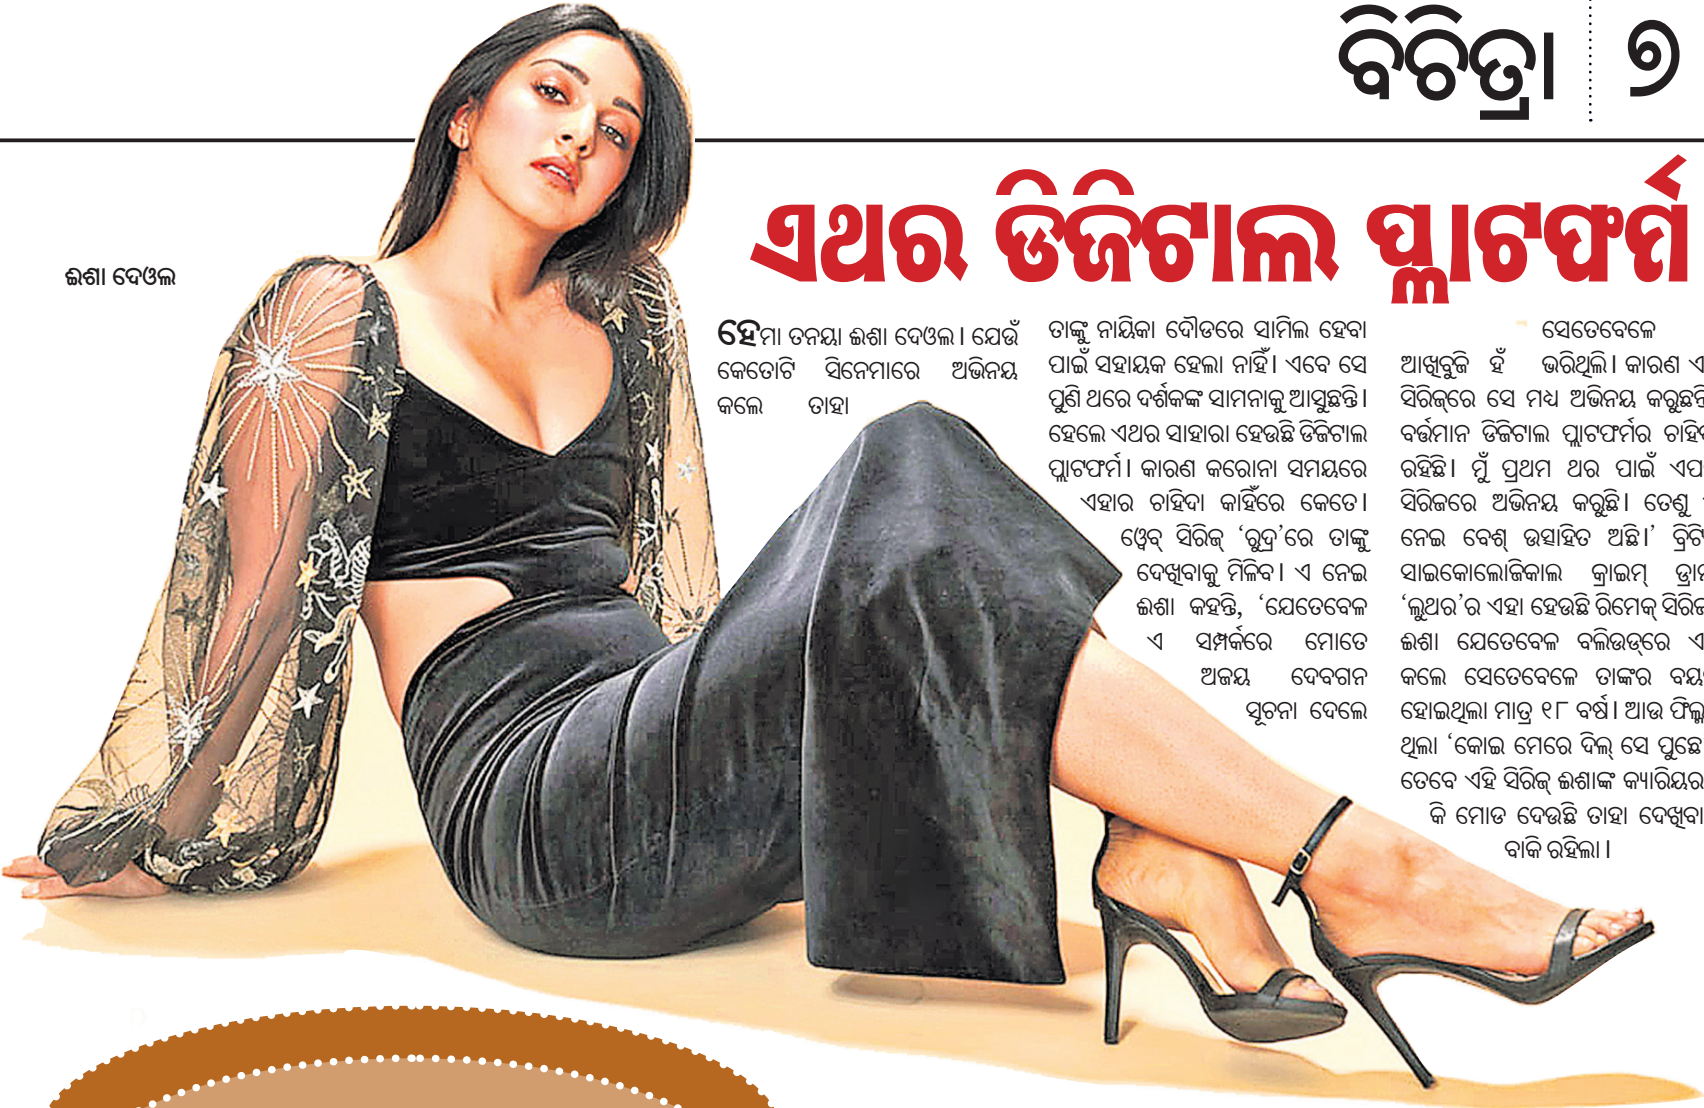 ବିଚିତ୍ରା ୭
ଏଥର ଡିଜିଟାଲ ପ୍ଲାଟଫର୍ମ
ଈଶା ଦେଓଲ
ହେମା ତନୟା ଈଶା ଦେଓଲ। ଯେଉଁ
କେତୋଟି ସିନେମାରେ ଅଭିନୟ
କଲେ ତାହା
ତାଙ୍କୁ ନାୟିକା ଦୌଡରେ ସାମିଲ ହେବା
ପାଇଁ ସହାୟକ ହେଲା ନାହିଁ। ଏବେ ସେ
ପୁଣି ଥରେ ଦର୍ଶକଙ୍କ ସାମନାକୁ ଆସୁଛନ୍ତି।
ହେଲେ ଏଥର ସାହାରା ହେଉଛି ଡିଜିଟାଲ
ପ୍ଲାଟଫର୍ମ। କାରଣ କରୋନା ସମୟରେ
ଏହାର ଚାହିଦା କାହିଁରେ କେତେ।
ୱେବ୍ ସିରିଜ୍ ‘ରୁଦ୍ର’ରେ ତାଙ୍କୁ
ଦେଖିବାକୁ ମିଳିବ। ଏ ନେଇ
ଈଶା କହନ୍ତି, ‘ଯେତେବେଳ
ଏ ସମ୍ପର୍କରେ ମୋତେ
ଅଜୟ ଦେବଗନ
ସୂଚନା ଦେଲେ
ସେତେବେଳେ
ଆଖିବୁଜି ହଁ ଭରିଥିଲି। କାରଣ
ସିରିଜ୍‌ରେ ସେ ମଧ୍ୟ ଅଭିନୟ
ବର୍ତ୍ତମାନ ଡିଜିଟାଲ ପ୍ଲାଟଫର୍ମର
ରହିଛି। ମୁଁ ପ୍ରଥମ ଥର ପାଇଁ
ସିରିଜରେ ଅଭିନୟ କରୁଛି। ତେଣୁ
ନେଇ ବେଶ୍ ଉତ୍ସାହିତ ଅଛି।’
ସାଇକୋଲୋଜିକାଲ କ୍ରାଇମ୍
‘ଲୁଥର’ର ଏହା ହେଉଛି ରିମେକ୍
ଈଶା ଯେତେବେଳ ବଲିଉଡ୍‌ରେ
କଲେ ସେତେବେଳେ ତାଙ୍କର
ହୋଇଥିଲା ମାତ୍ର ୧୮ ବର୍ଷ। ଆଉ
ଥିଲା ‘କୋଇ ମେରେ ଦିଲ୍ ସେ ପୁଛେ
ତେବେ ଏହି ସିରିଜ୍ ଈଶାଙ୍କ କ୍ୟାରିୟର
କି ମୋଡ ଦେଉଛି ତାହା ଦେଖିବା
ବାକି ରହିଲା।